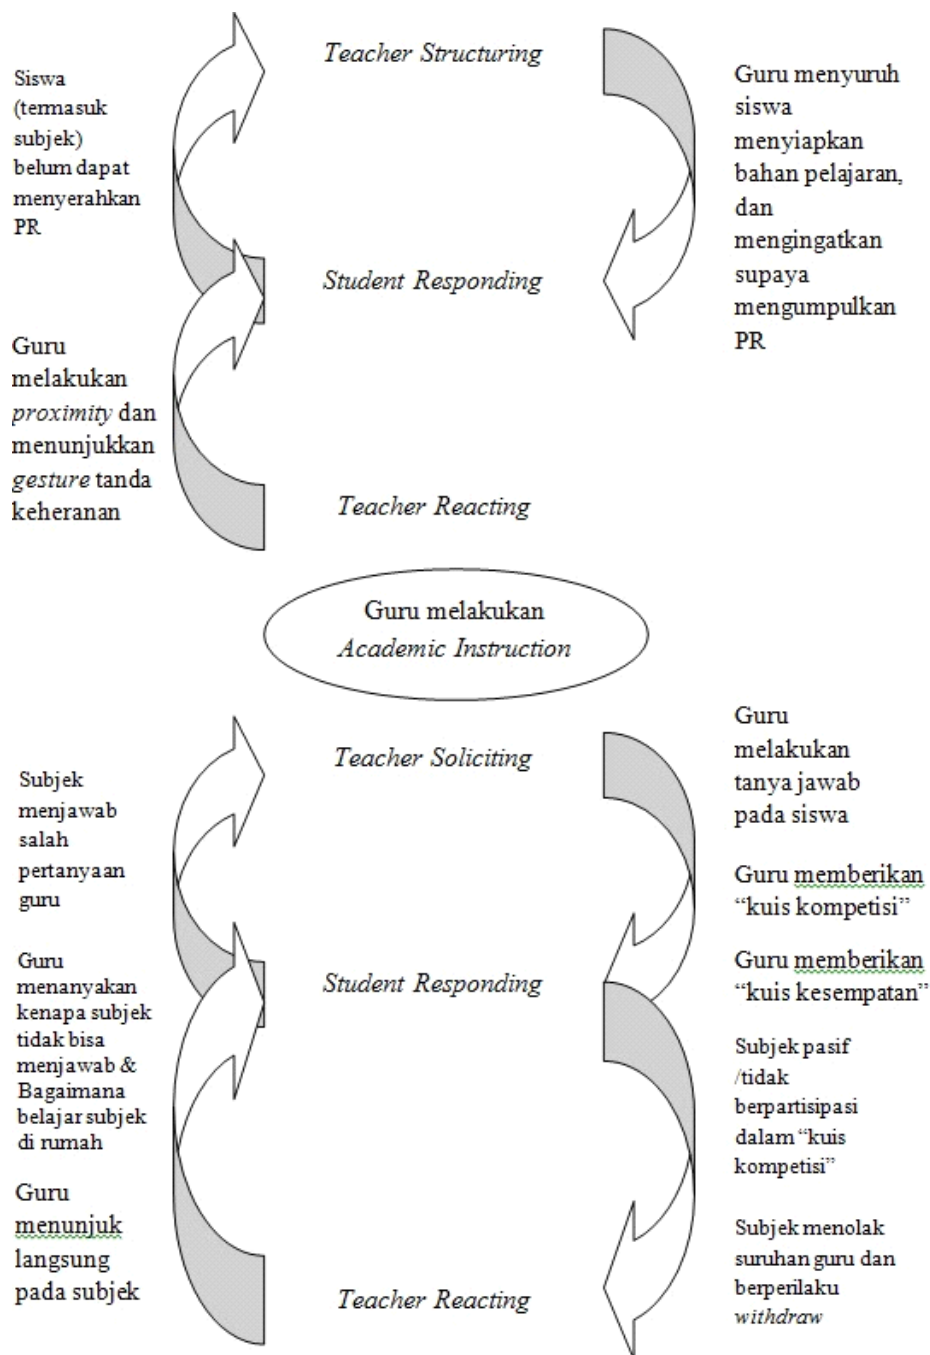 Teacher Structuring
Siswa
(termasuk
subjek)
belum dapat
menyerahkan
PR
Guru menyuruh
siswa
menyiapkan
bahan pelajaran,
dan
mengingatkan
supaya
mengumpulkan
PR
Student Responding
Guru
melakukan
proximity dan
menunjukkan
gesture tanda
keheranan
Teacher Reacting
Guru melakukan
Academic Instruction
Teacher Soliciting
Subjek
menjawab
salah
pertanyaan
guru
Guru
melakukan
tanya jawab
pada siswa
Guru memberikan
“kuis kompetisi”
Guru memberikan
“kuis kesempatan”
Student Responding
Guru
menanyakan
kenapa subjek
tidak bisa
menjawab &
Bagaimana
belajar subjek
di rumah
Subjek pasif
/tidak
berpartisipasi
dalam “kuis
kompetisi”
Guru
menunjuk
langsung
pada subjek
Subjek menolak
suruhan guru dan
berperilaku
withdraw
Teacher Reacting